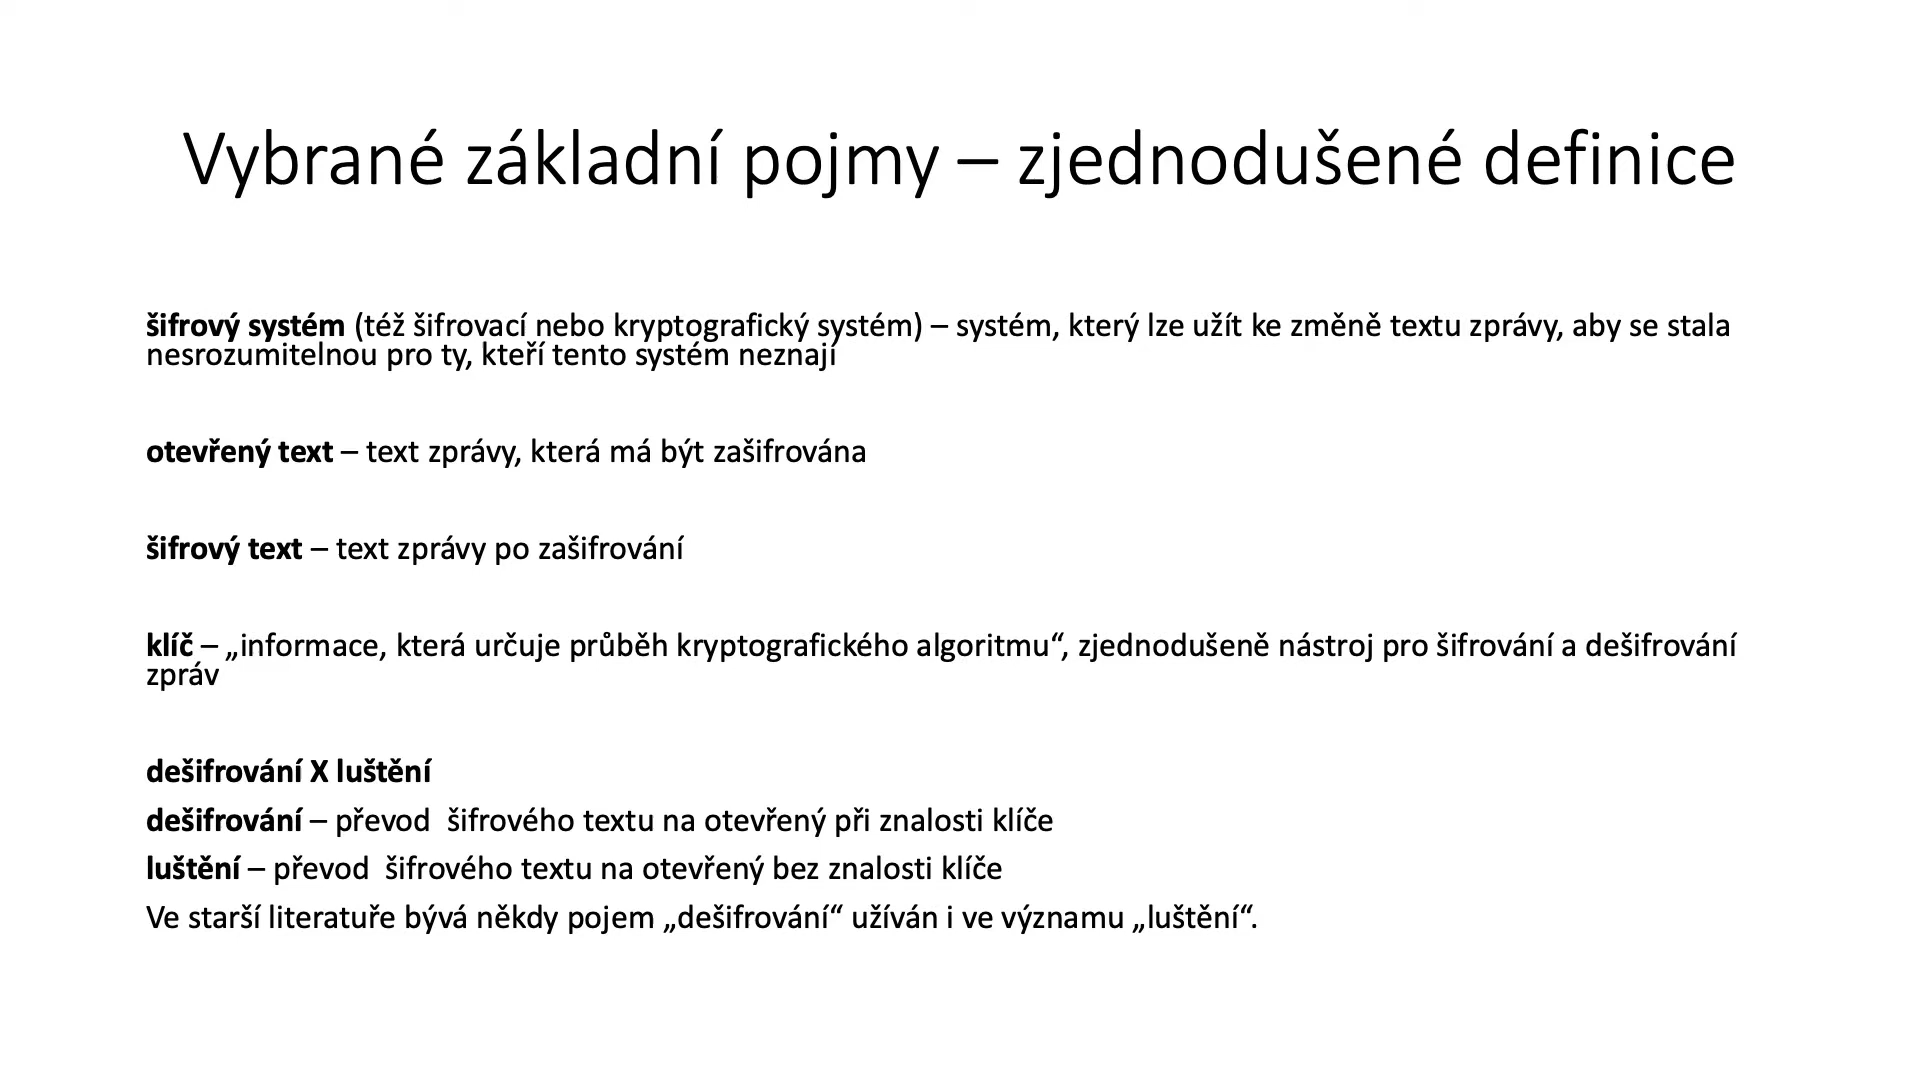 Vybrané základní pojmy – zjednodušené definice
šifrový systém (též šifrovací nebo kryptografický systém) – systém, který lze užít ke změně textu zprávy, aby se stala
nesrozumitelnou pro ty, kteří tento systém neznají
otevřený text – text zprávy, která má být zašifrována
šifrový text – text zprávy po zašifrování
klíč – „informace, která určuje průběh kryptografického algoritmu“, zjednodušeně nástroj pro šifrování a dešifrování
zpráv
dešifrování X luštění
dešifrování – převod  šifrového textu na otevřený při znalosti klíče
luštění – převod  šifrového textu na otevřený bez znalosti klíče
Ve starší literatuře bývá někdy pojem „dešifrování“ užíván i ve významu „luštění“.